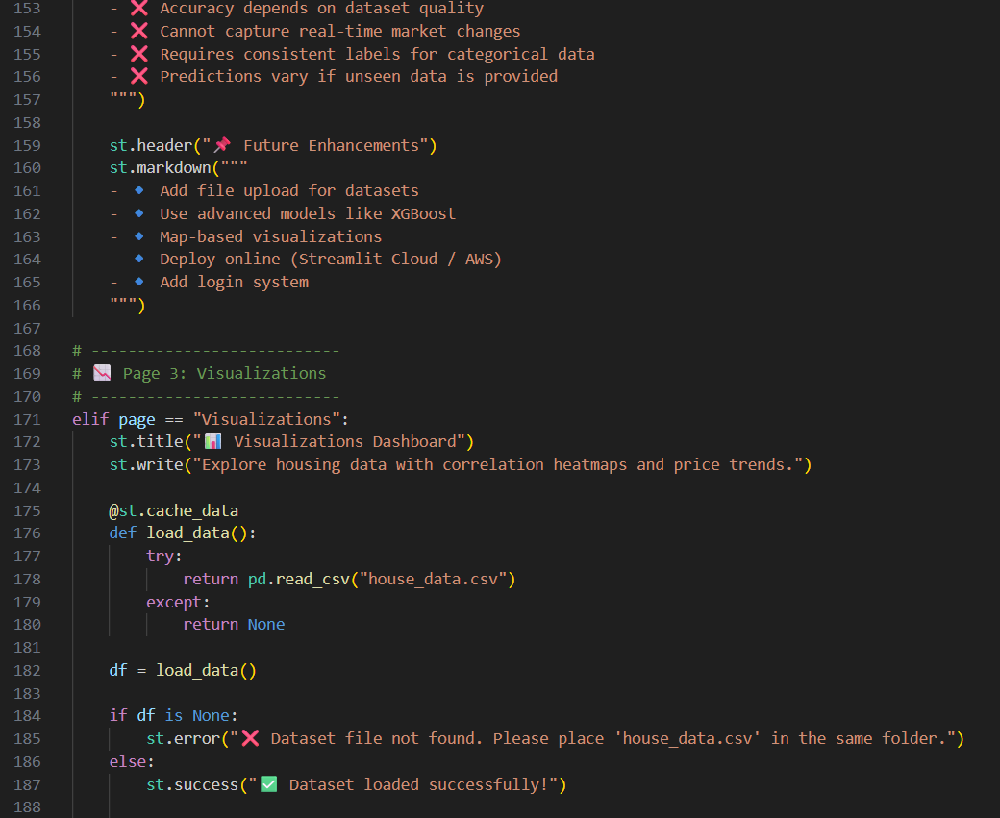 153 - ❌ Accuracy depends on dataset quality
154 - ❌ Cannot capture real-time market changes
155 - ❌ Requires consistent labels for categorical data
156 - ❌ Predictions vary if unseen data is provided
157 """)
158
159 st.header("📌 Future Enhancements")
160 st.markdown("""
161 - 🔹 Add file upload for datasets
162 - 🔹 Use advanced models like XGBoost
163 - 🔹 Map-based visualizations
164 - 🔹 Deploy online (Streamlit Cloud / AWS)
165 - 🔹 Add login system
166 """)
167
168 # ---------------------------
169 # 📉 Page 3: Visualizations
170 # ---------------------------
171 elif page == "Visualizations":
172 st.title("📊 Visualizations Dashboard")
173 st.write("Explore housing data with correlation heatmaps and price trends.")
174
175 @st.cache_data
176 def load_data():
177 try:
178 return pd.read_csv("house_data.csv")
179 except:
180 return None
181
182 df = load_data()
183
184 if df is None:
185 st.error("❌ Dataset file not found. Please place 'house_data.csv' in the same folder.")
186 else:
187 st.success("✅ Dataset loaded successfully!")
188